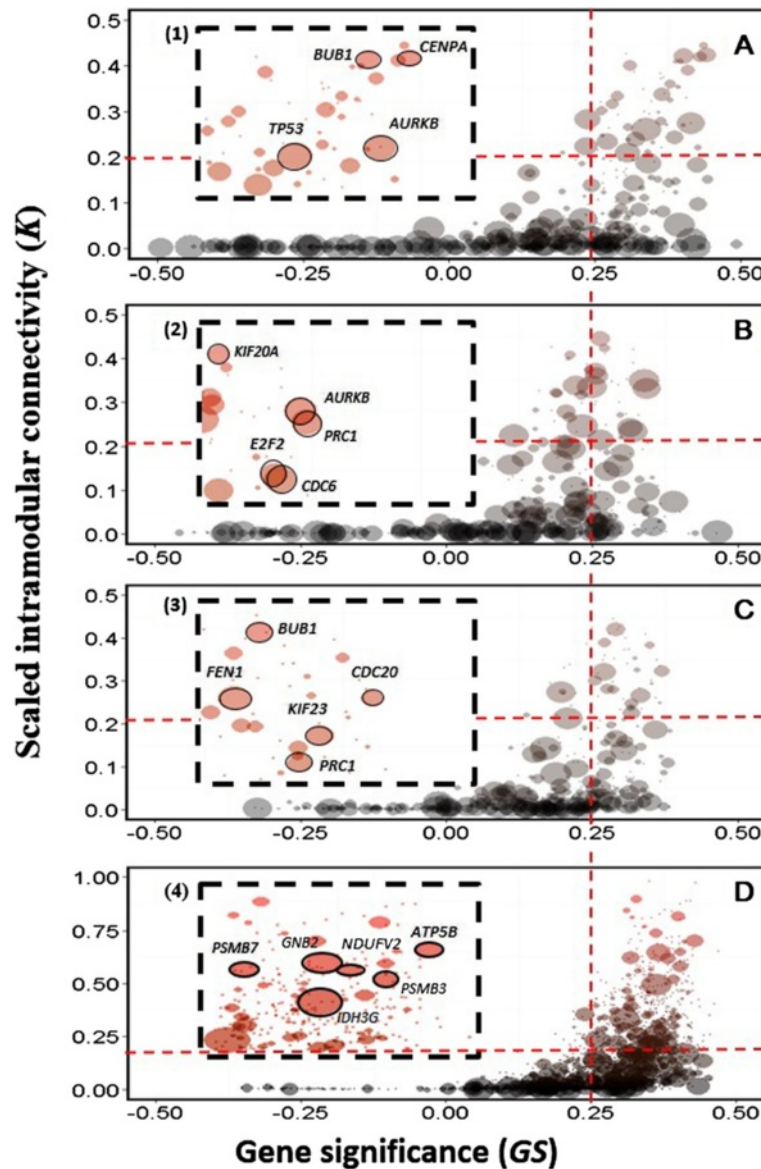 Scaled intramodular connectivity (K)
0.5
0.4
0.3
0.2
0.1
0.0
(1)
A
BUB1
CENPA
TP53
AURKB
-0.50
-0.25
0.00
0.25
0.50
0.5
0.4
0.3
0.2
0.1
0.0
(2)
B
KIF20A
AURKB
PRC1
E2F2
CDC6
-0.50
-0.25
0.00
0.25
0.50
0.5
0.4
0.3
0.2
0.1
0.0
(3)
C
BUB1
FEN1
CDC20
KIF23
PRC1
-0.50
-0.25
0.00
0.25
0.50
1.00
0.75
0.50
0.25
0.00
(4)
D
PSMB7
GNB2
NDUFV2
ATP5B
PSMB3
IDH3G
-0.50
-0.25
0.00
0.25
0.50
Gene significance (GS)